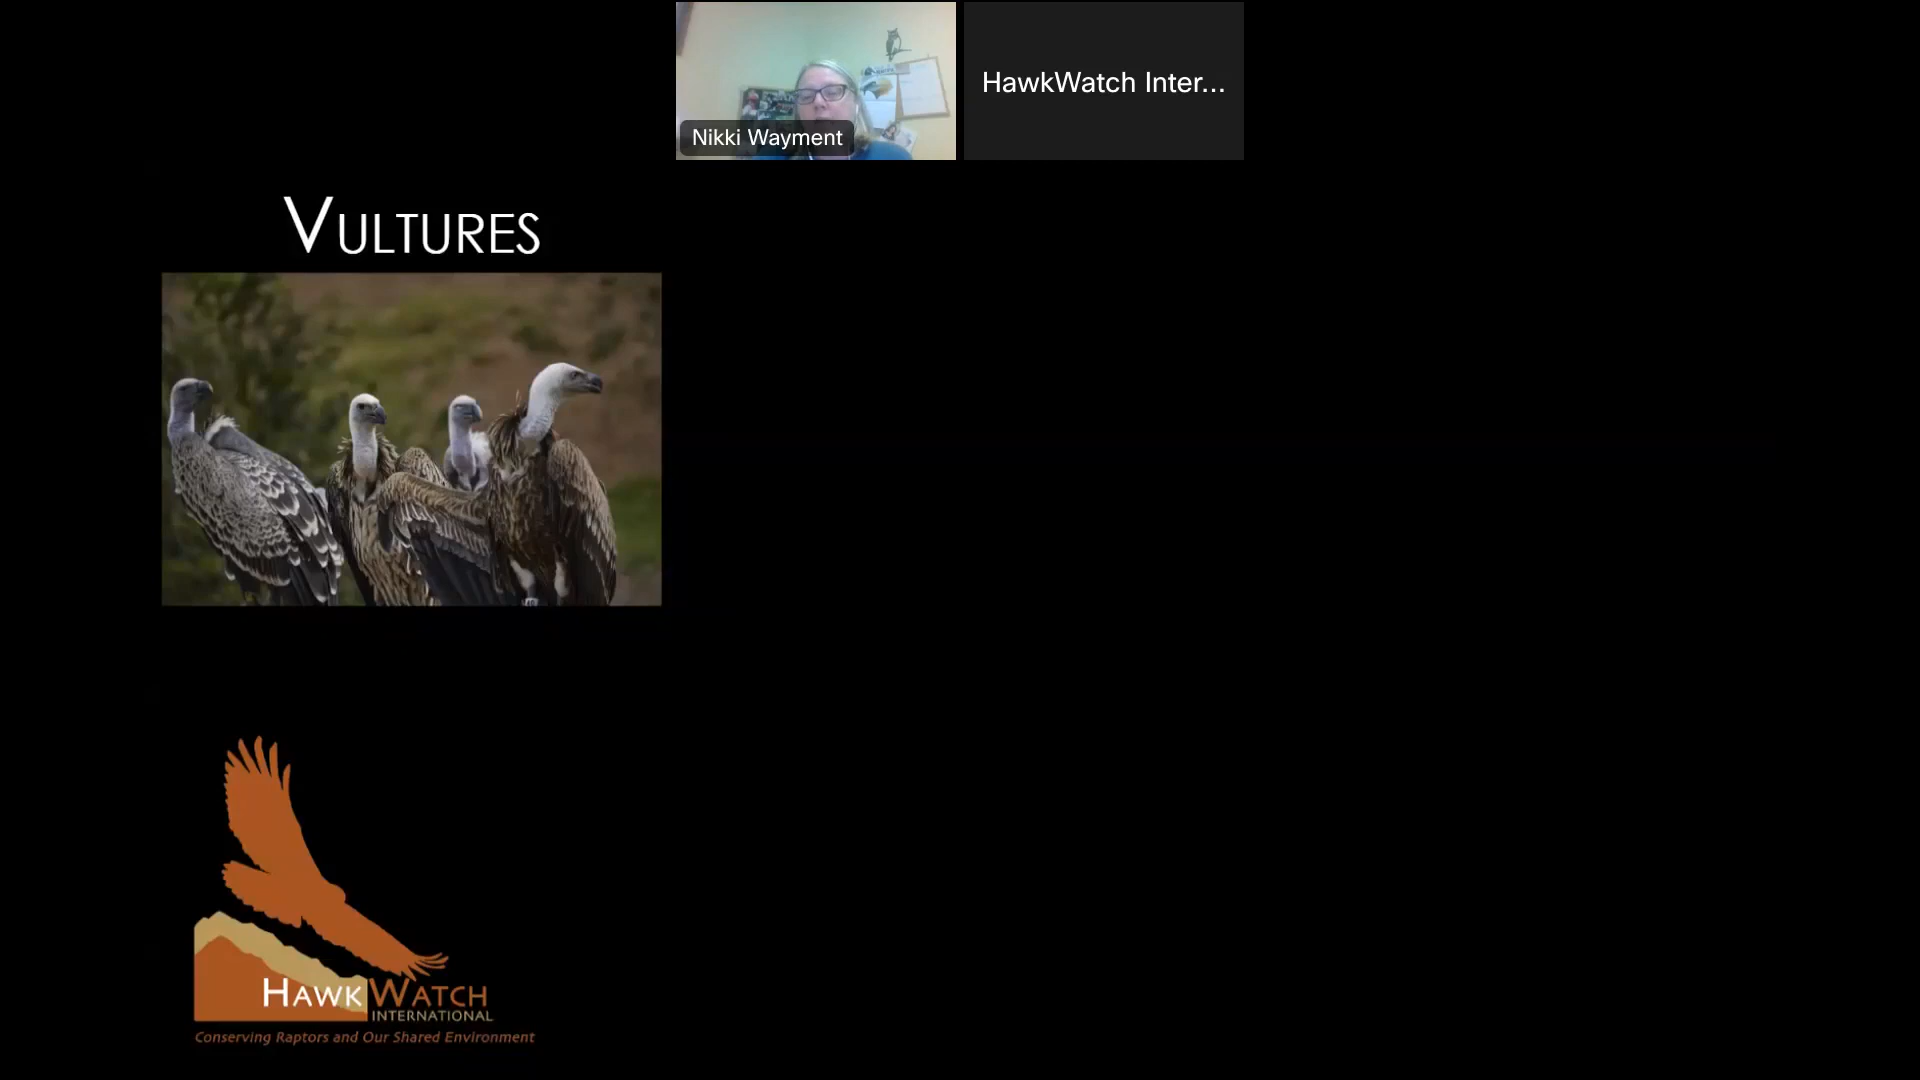 Nikki Wayment
HawkWatch Inter...
VULTURES
HAWKWATCH
INTERNATIONAL
Conserving Raptors and Our Shared Environment